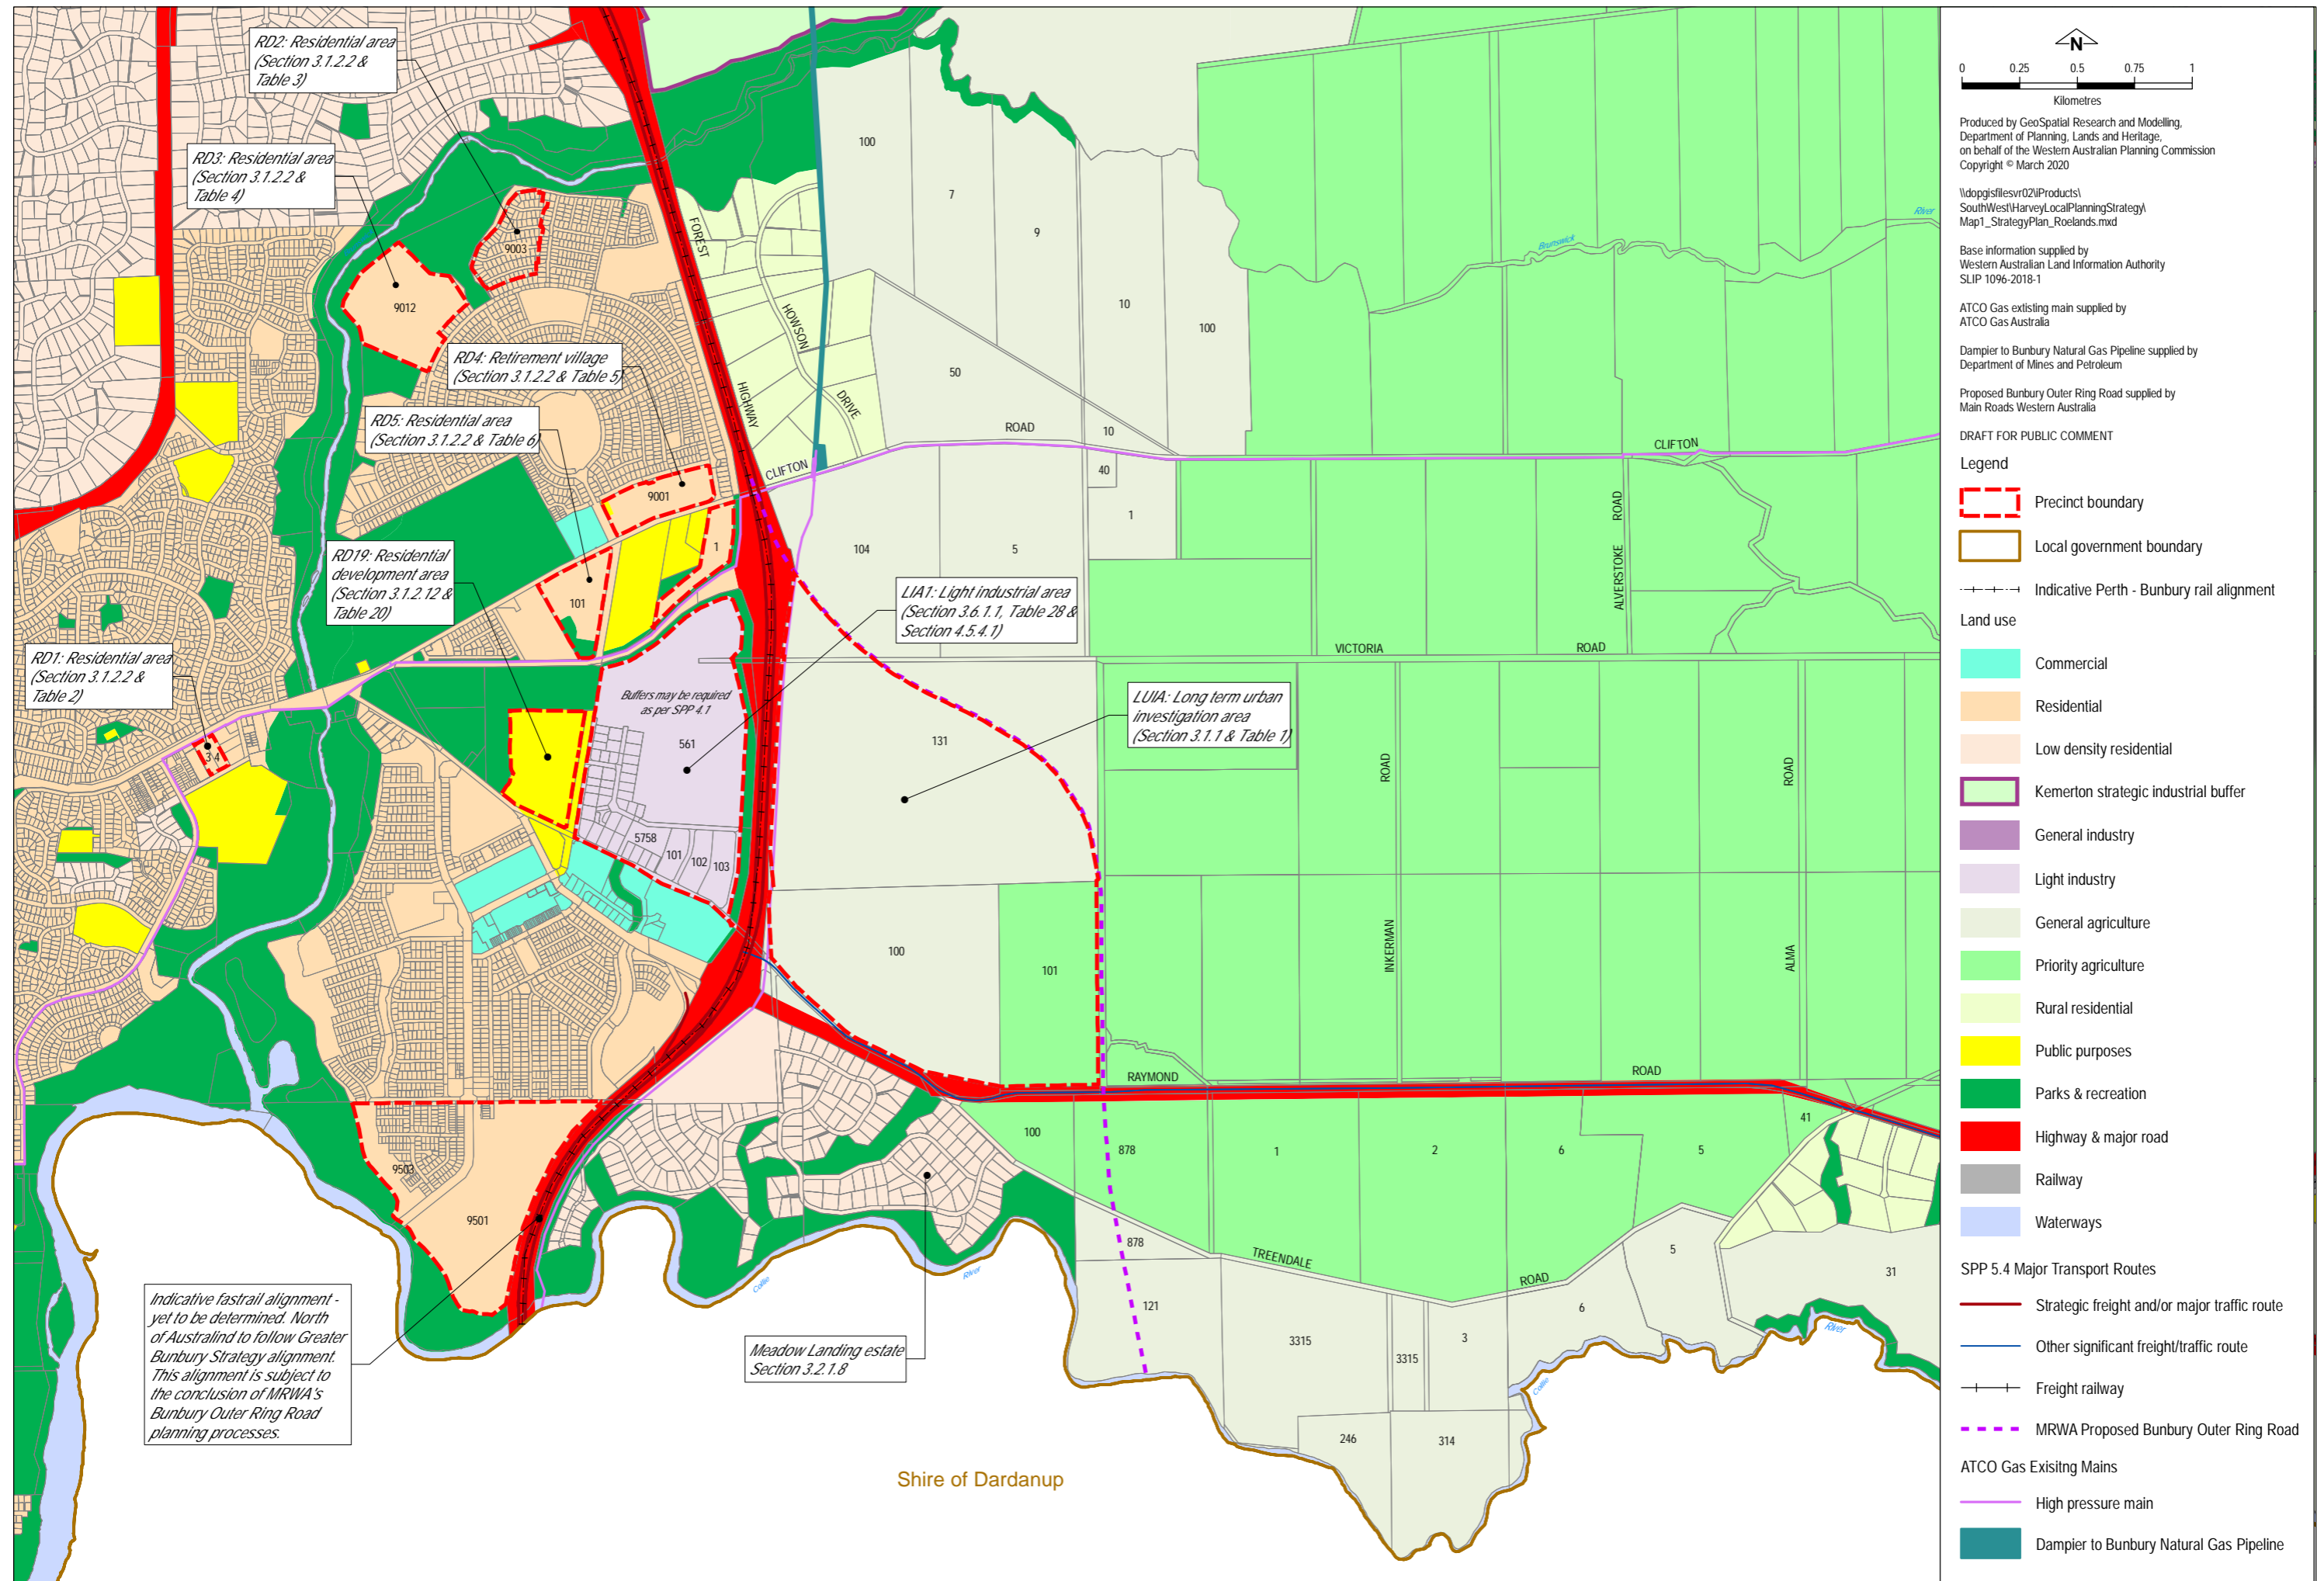 RD2: Residential area
(Section 3.1.2.2 &
Table 3)
RD3: Residential area
(Section 3.1.2.2 &
Table 4)
RD4: Retirement village
(Section 3.1.2.2 & Table 5)
RD5: Residential area
(Section 3.1.2.2 & Table 6)
RD19: Residential
development area
(Section 3.1.2.12 &
Table 20)
RD1: Residential area
(Section 3.1.2.2 &
Table 2)
LIA1: Light industrial area
(Section 3.6.1.1, Table 28 &
Section 4.5.4.1)
LUIA: Long term urban
investigation area
(Section 3.1.1 & Table 1)
Buffers may be required
as per SPP 4.1
Indicative fastrail alignment -
yet to be determined. North
of Australind to follow Greater
Bunbury Strategy alignment.
This alignment is subject to
the conclusion of MRWA's
Bunbury Outer Ring Road
planning processes.
Meadow Landing estate
Section 3.2.1.8
Shire of Dardanup
9003
9012
9001
1
101
3 4
561
5758
101
102
103
9503
9501
FOREST
HIGHWAY
HOWSON
DRIVE
CLIFTON
ROAD
CLIFTON
100
7
9
10
100
50
10
40
1
104
5
131
100
101
Brunswick
River
ALVERSTOKE
ROAD
VICTORIA
ROAD
ROAD
INKERMAN
ROAD
ALMA
RAYMOND
ROAD
100
878
1
2
6
5
41
878
121
TREENDALE
ROAD
3315
3315
3
6
5
31
246
314
Collie
River
Collie
River
N
0 0.25 0.5 0.75 1
Kilometres
Produced by GeoSpatial Research and Modelling,
Department of Planning, Lands and Heritage,
on behalf of the Western Australian Planning Commission
Copyright © March 2020
\\dopgisfilesvr02\iProducts\
SouthWest\HarveyLocalPlanningStrategy\
Map1_StrategyPlan_Roelands.mxd
Base information supplied by
Western Australian Land Information Authority
SLIP 1096-2018-1
ATCO Gas extisting main supplied by
ATCO Gas Australia
Dampier to Bunbury Natural Gas Pipeline supplied by
Department of Mines and Petroleum
Proposed Bunbury Outer Ring Road supplied by
Main Roads Western Australia
DRAFT FOR PUBLIC COMMENT
Legend
Precinct boundary
Local government boundary
Indicative Perth - Bunbury rail alignment
Land use
Commercial
Residential
Low density residential
Kemerton strategic industrial buffer
General industry
Light industry
General agriculture
Priority agriculture
Rural residential
Public purposes
Parks & recreation
Highway & major road
Railway
Waterways
SPP 5.4 Major Transport Routes
Strategic freight and/or major traffic route
Other significant freight/traffic route
Freight railway
MRWA Proposed Bunbury Outer Ring Road
ATCO Gas Exisitng Mains
High pressure main
Dampier to Bunbury Natural Gas Pipeline